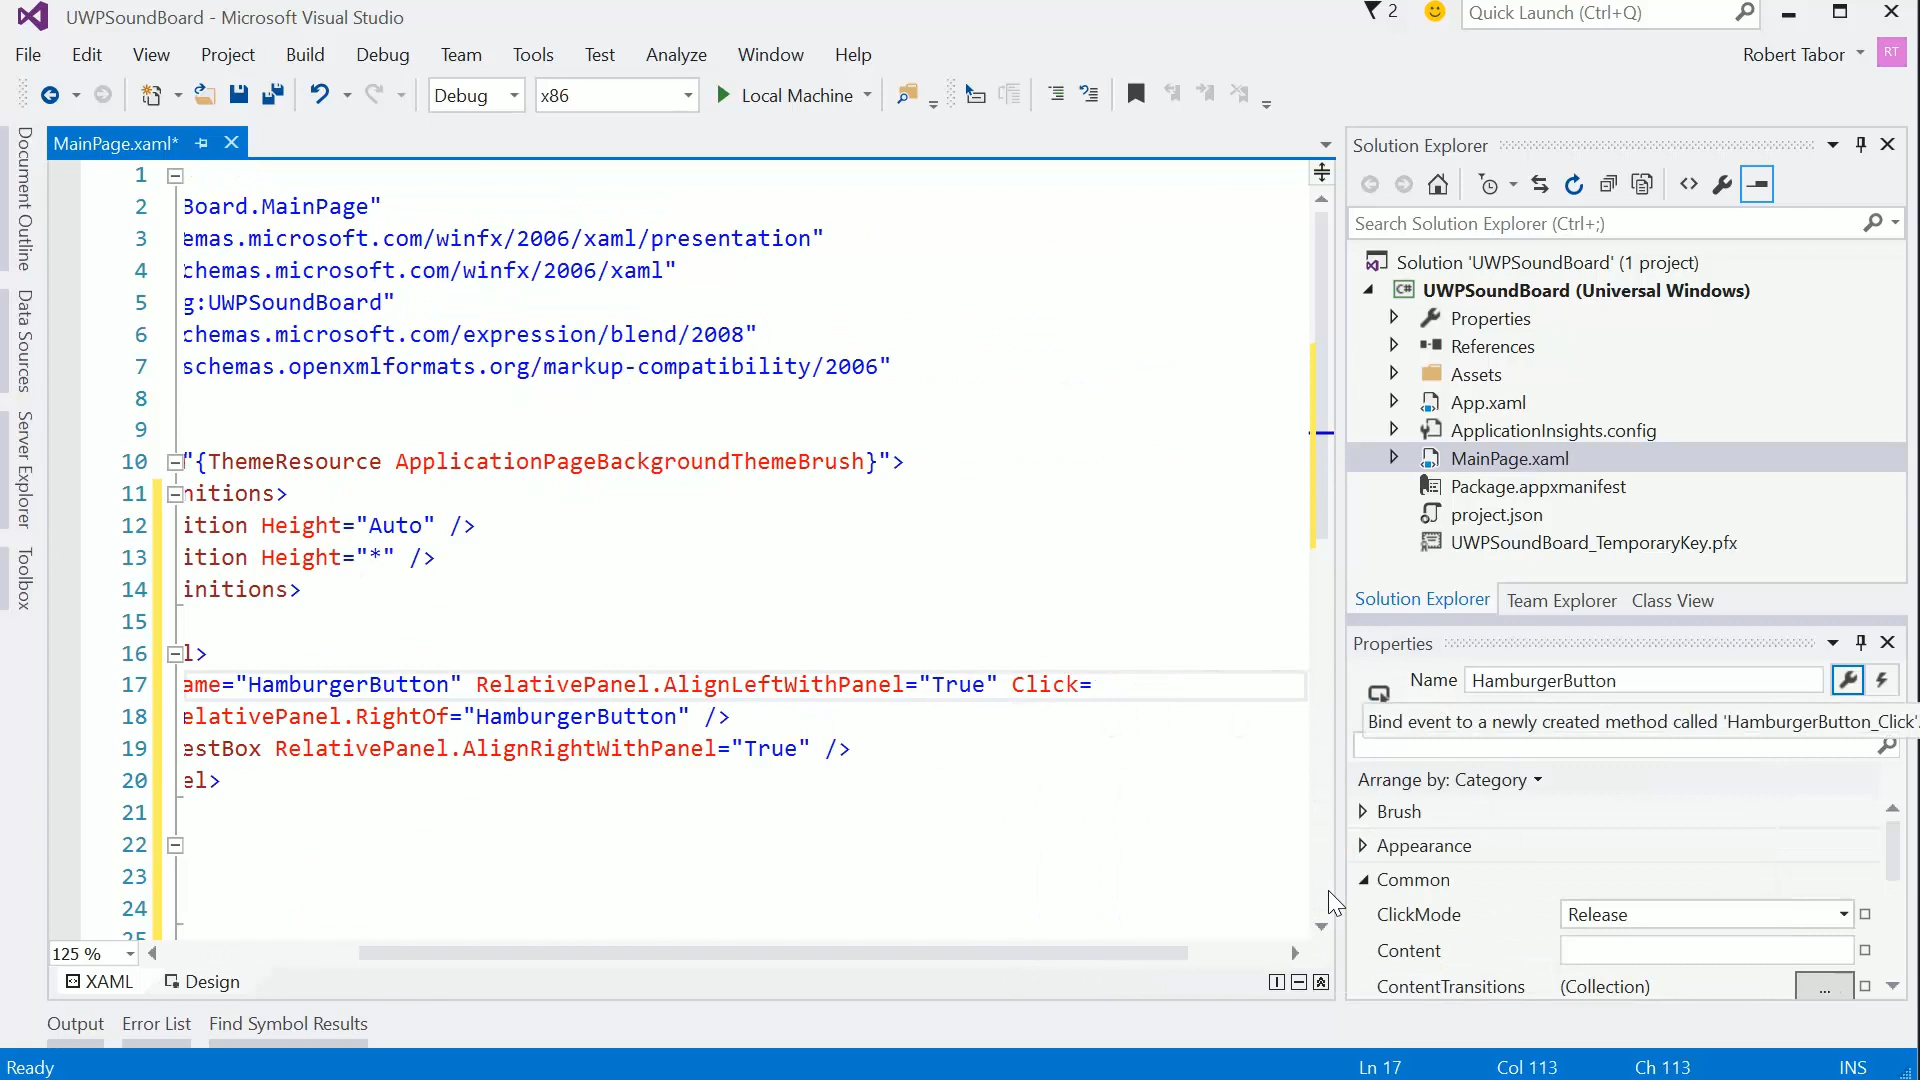 UWPSoundBoard - Microsoft Visual Studio
2
Quick Launch (Ctrl+Q)
File Edit View Project Build Debug Team Tools Test Analyze Window Help
Robert Tabor
RT
Debug
x86
Local Machine
MainPage.xaml*
Document Outline
Data Sources
Server Explorer
Toolbox
1
2 Board.MainPage"
3 emas.microsoft.com/winfx/2006/xaml/presentation"
4 chemas.microsoft.com/winfx/2006/xaml"
5 g:UWPSoundBoard"
6 chemas.microsoft.com/expression/blend/2008"
7 schemas.openxmlformats.org/markup-compatibility/2006"
8
9
10 "{ThemeResource ApplicationPageBackgroundThemeBrush}">
11 nitions>
12 ition Height="Auto" />
13 ition Height="*" />
14 initions>
15
16 l>
17 ame="HamburgerButton" RelativePanel.AlignLeftWithPanel="True" Click=
18 elativePanel.RightOf="HamburgerButton" />
19 estBox RelativePanel.AlignRightWithPanel="True" />
20 el>
21
22
23
24
25
125 %
XAML
Design
Output Error List Find Symbol Results
Solution Explorer
Search Solution Explorer (Ctrl+;)
Solution 'UWPSoundBoard' (1 project)
C# UWPSoundBoard (Universal Windows)
Properties
References
Assets
App.xaml
ApplicationInsights.config
MainPage.xaml
Package.appxmanifest
project.json
UWPSoundBoard_TemporaryKey.pfx
Solution Explorer Team Explorer Class View
Properties
Name HamburgerButton
Bind event to a newly created method called 'HamburgerButton_Click'.
Arrange by: Category
Brush
Appearance
Common
ClickMode Release
Content
ContentTransitions (Collection) ...
Ready
Ln 17 Col 113 Ch 113 INS